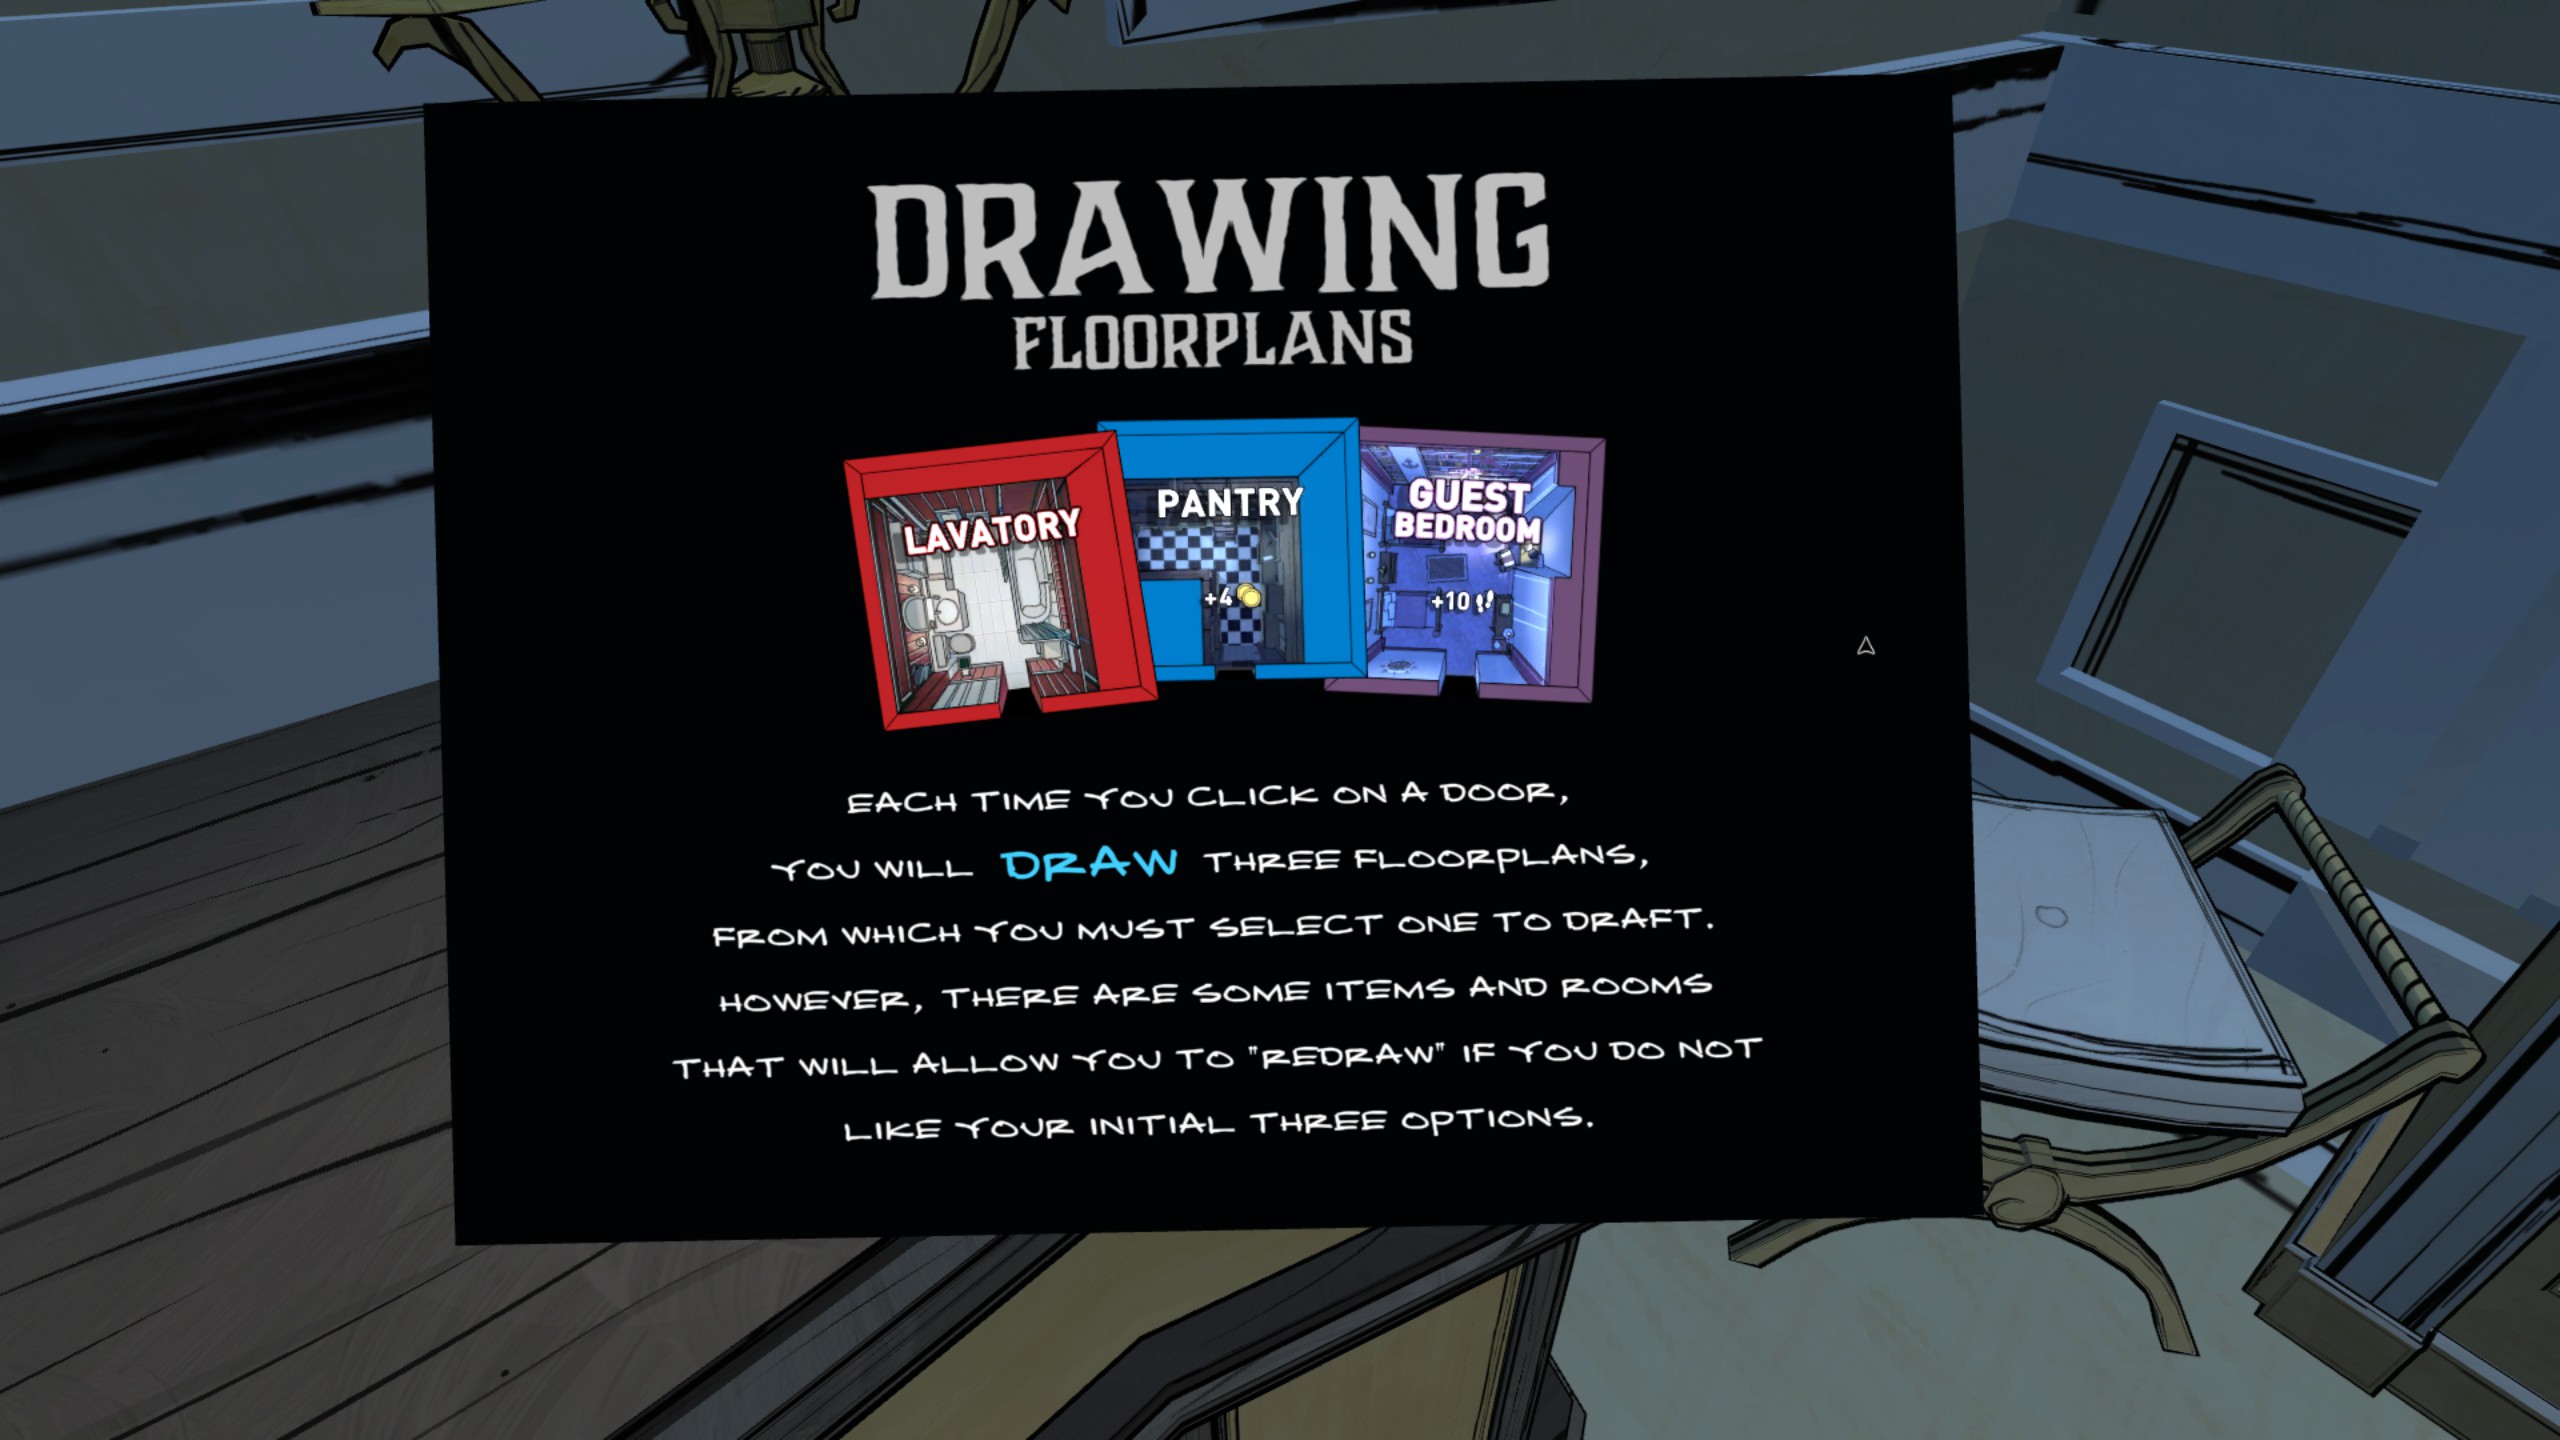 DRAWING
FLOORPLANS
LAVATORY
PANTRY
+4
GUEST
BEDROOM
+10
EACH TIME YOU CLICK ON A DOOR,
YOU WILL DRAW THREE FLOORPLANS,
FROM WHICH YOU MUST SELECT ONE TO DRAFT.
HOWEVER, THERE ARE SOME ITEMS AND ROOMS
THAT WILL ALLOW YOU TO "REDRAW" IF YOU DO NOT
LIKE YOUR INITIAL THREE OPTIONS.